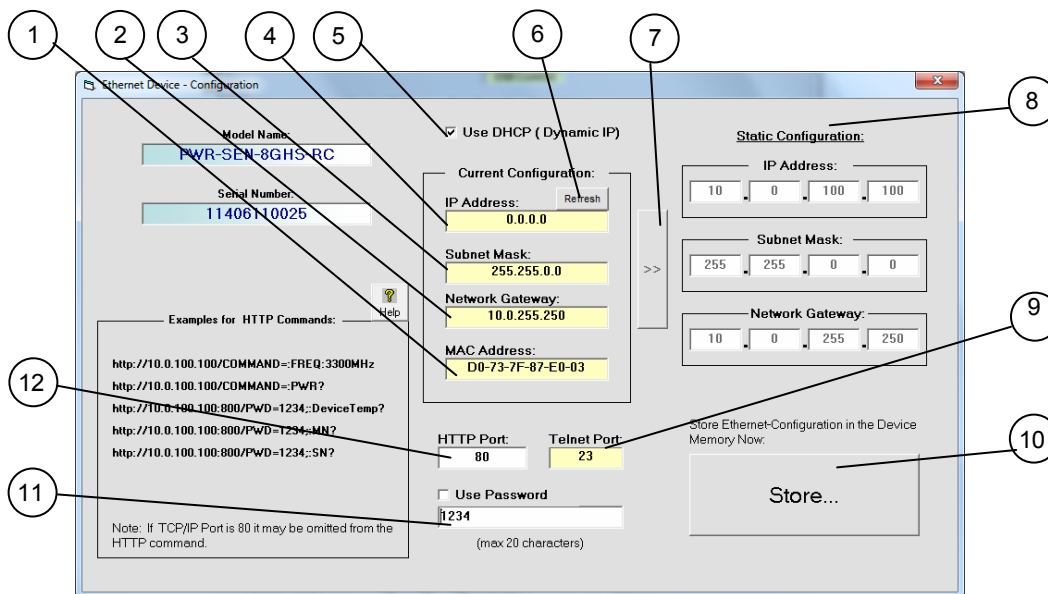 1
2
3
4
5
6
7
8
Ethernet Device - Configuration
Model Name:
PWR-SEN-8GHS-RC
Serial Number:
11406110025
Use DHCP ( Dynamic IP)
Current Configuration:
Refresh
IP Address:
0.0.0.0
Subnet Mask:
255.255.0.0
Network Gateway:
10.0.255.250
MAC Address:
D0-73-7F-87-E0-03
>>
Static Configuration:
IP Address:
10 . 0 . 100 . 100
Subnet Mask:
255 . 255 . 0 . 0
Network Gateway:
10 . 0 . 255 . 250
9
Help
Examples for HTTP Commands:
http://10.0.100.100/COMMAND=:FREQ:3300MHz
http://10.0.100.100/COMMAND=:PWR?
http://10.0.100.100:800/PWD=1234;:DeviceTemp?
http://10.0.100.100:800/PWD=1234;:MN?
http://10.0.100.100:800/PWD=1234;:SN?
Note: If TCP/IP Port is 80 it may be omitted from the
HTTP command.
12
11
HTTP Port:
80
Telnet Port:
23
Use Password
1234
(max 20 characters)
Store Ethernet-Configuration in the Device
Memory Now:
Store...
10